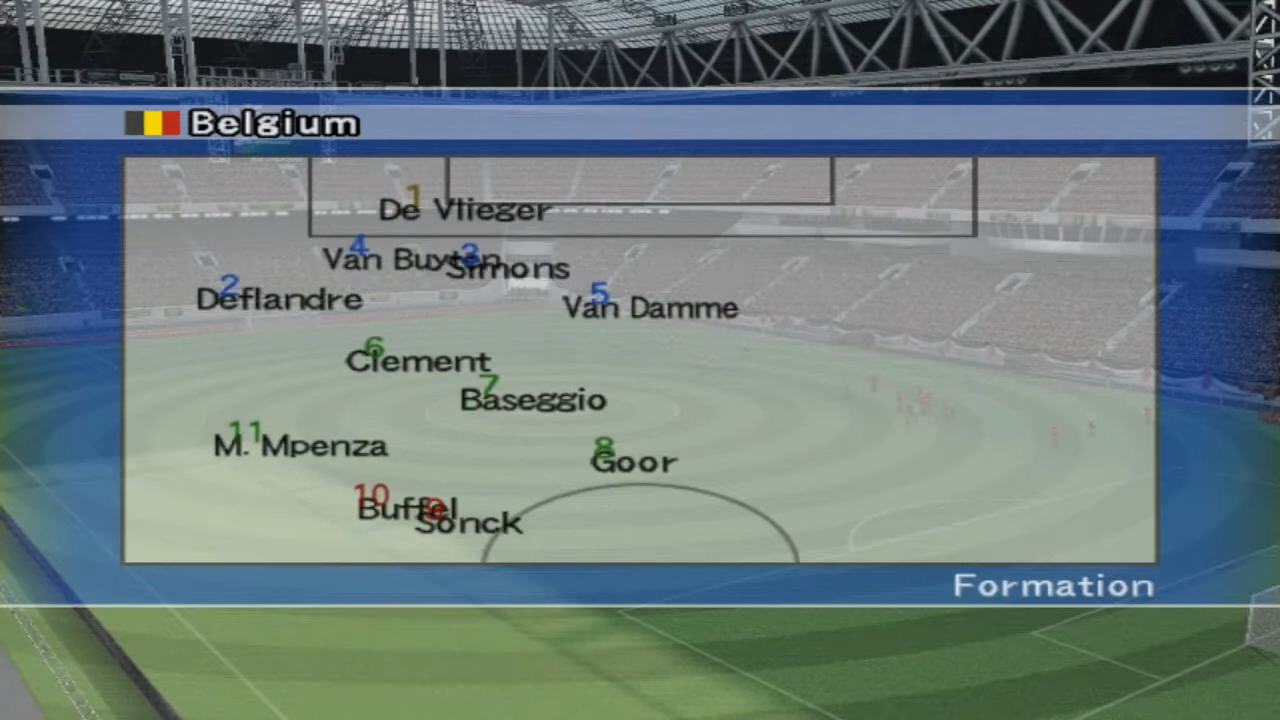 Belgium
1
De Vlieger
4
Van Buyten
3
Simons
2
Deflandre
5
Van Damme
6
Clement
7
Baseggio
11
M. Mpenza
8
Goor
10
Buffel
9
Sonck
Formation